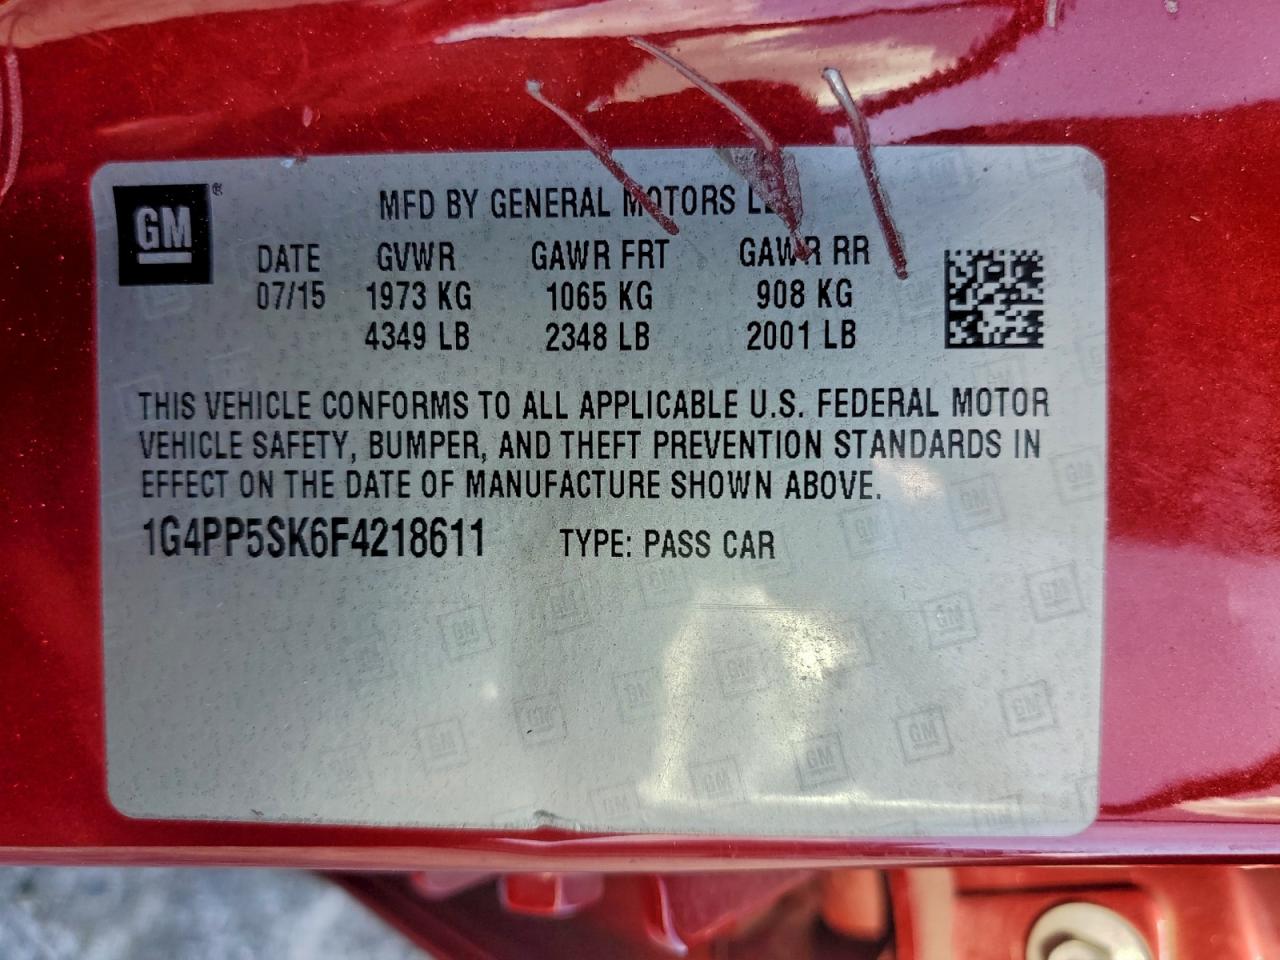 GM®
MFD BY GENERAL MOTORS
DATE GVWR GAWR FRT GAWR RR
07/15 1973 KG 1065 KG 908 KG
4349 LB 2348 LB 2001 LB
THIS VEHICLE CONFORMS TO ALL APPLICABLE U.S. FEDERAL MOTOR
VEHICLE SAFETY, BUMPER, AND THEFT PREVENTION STANDARDS IN
EFFECT ON THE DATE OF MANUFACTURE SHOWN ABOVE.
1G4PP5SK6F4218611 TYPE: PASS CAR